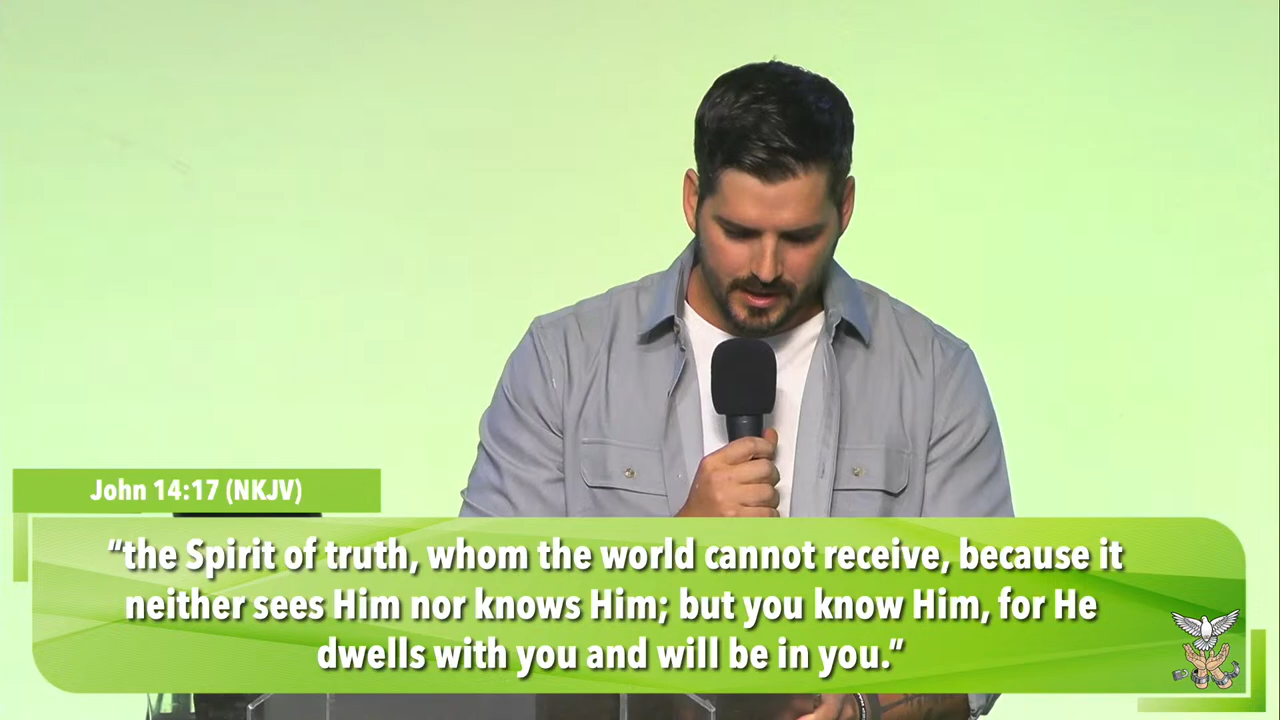 John 14:17 (NKJV)
“the Spirit of truth, whom the world cannot receive, because it
neither sees Him nor knows Him; but you know Him, for He
dwells with you and will be in you.”